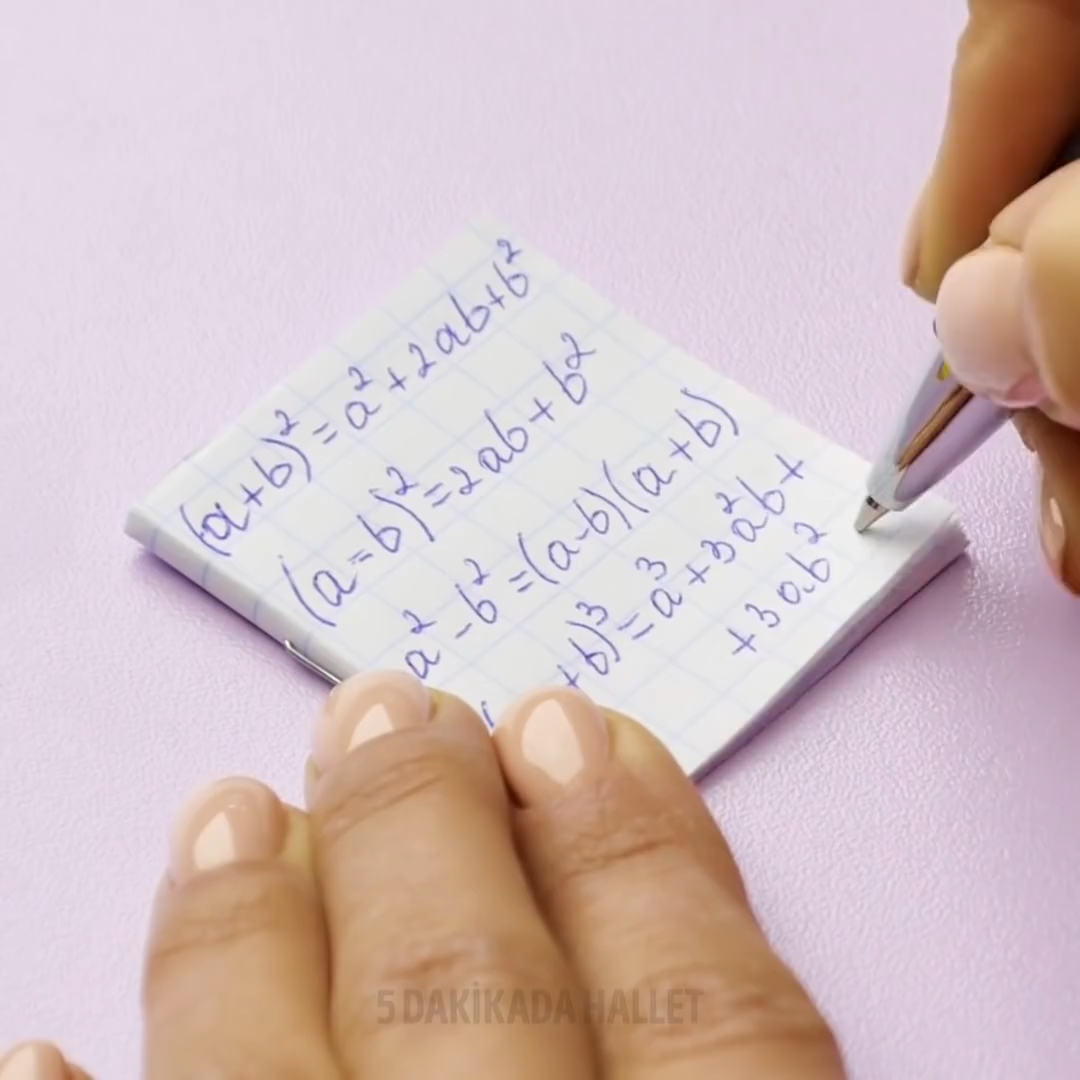 (a+b)²=a²+2ab+b²
(a-b)²=2ab+b²
a²-b²=(a-b)(a+b)
+b)³=a³+3a²b+
+3ab²
5 DAKİKADA HALLET